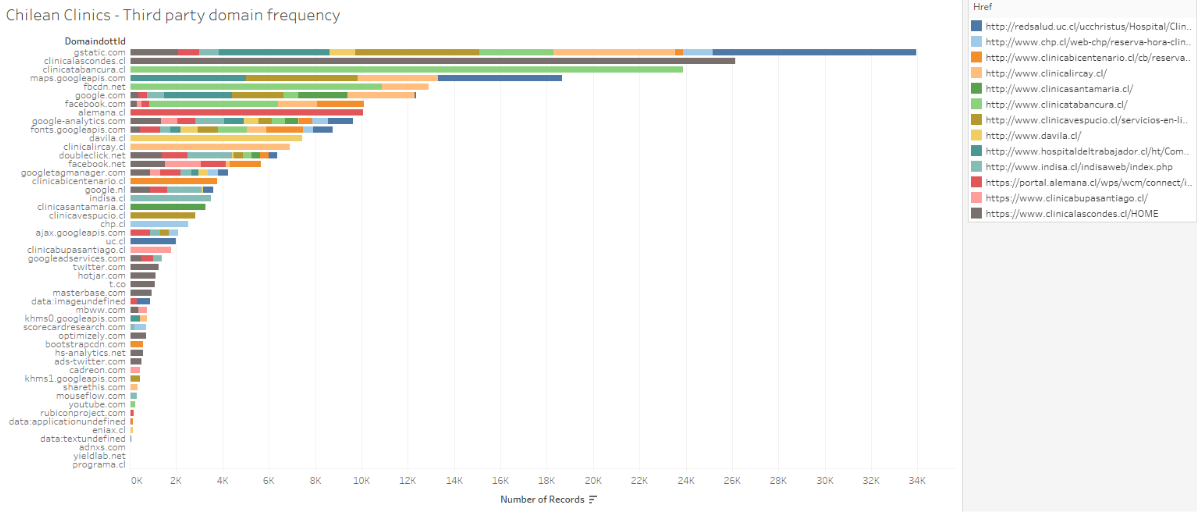 Chilean Clinics - Third party domain frequency
Domaindottld
gstatic.com
clinicalascondes.cl
clinicatabancura.cl
maps.googleapis.com
fbcdn.net
google.com
facebook.com
alemana.cl
google-analytics.com
fonts.googleapis.com
davila.cl
clinicalircay.cl
doubleclick.net
facebook.net
googletagmanager.com
clinicabicentenario.cl
google.nl
indisa.cl
clinicasantamaria.cl
clinicavespucio.cl
chp.cl
ajax.googleapis.com
uc.cl
clinicabupasantiago.cl
googleadservices.com
twitter.com
hotjar.com
t.co
masterbase.com
data:imageundefined
mbww.com
khms0.googleapis.com
scorecardresearch.com
optimizely.com
bootstrapcdn.com
hs-analytics.net
ads-twitter.com
cadreon.com
khms1.googleapis.com
sharethis.com
mouseflow.com
youtube.com
rubiconproject.com
data:applicationundefined
eniax.cl
data:textundefined
adnxs.com
yieldlab.net
programa.cl
0K 2K 4K 6K 8K 10K 12K 14K 16K 18K 20K 22K 24K 26K 28K 30K 32K 34K
Number of Records
Href
http://redsalud.uc.cl/ucchristus/Hospital/Clin..
http://www.chp.cl/web-chp/reserva-hora-clin..
http://www.clinicabicentenario.cl/cb/reserva..
http://www.clinicalircay.cl/
http://www.clinicasantamaria.cl/
http://www.clinicatabancura.cl/
http://www.clinicavespucio.cl/servicios-en-li..
http://www.davila.cl/
http://www.hospitaldeltrabajador.cl/ht/Com..
http://www.indisa.cl/indisaweb/index.php
https://portal.alemana.cl/wps/wcm/connect/i..
https://www.clinicabupasantiago.cl/
https://www.clinicalascondes.cl/HOME